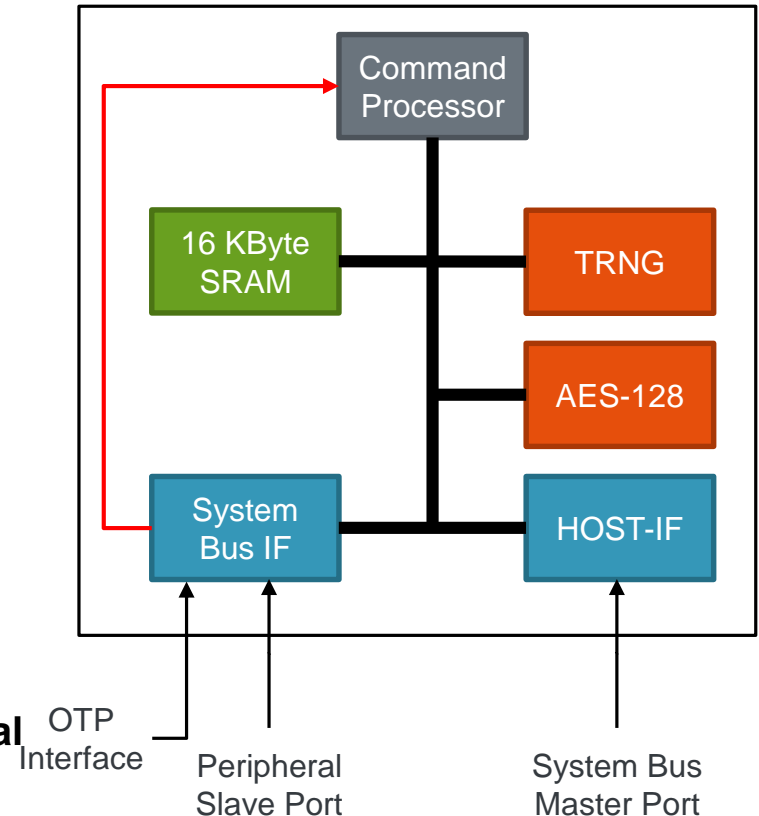 Command
Processor
16 KByte
SRAM
TRNG
AES-128
System
Bus IF
HOST-IF
al
OTP
Interface
Peripheral
Slave Port
System Bus
Master Port